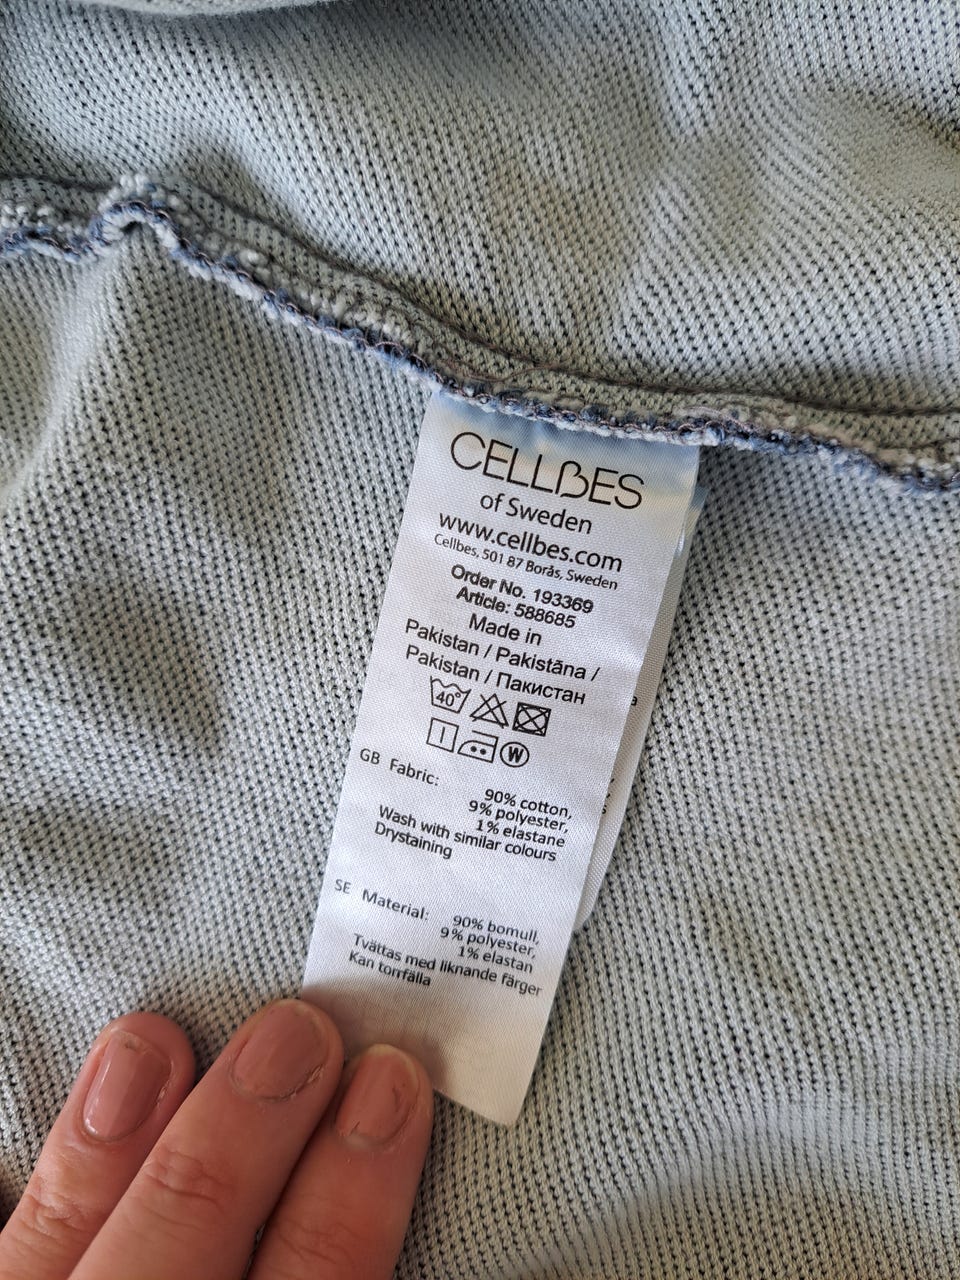 CELLBES
of Sweden
www.cellbes.com
Cellbes, 501 87 Borås, Sweden
Order No. 193369
Article: 588685
Made in
Pakistan / Pakistāna /
Pakistan / Пакистан
40°
W
GB Fabric:
90% cotton,
9% polyester,
1% elastane
Wash with similar colours
Drystaining
SE Material:
90% bomull,
9% polyester,
1% elastan
Tvättas med liknande färger
Kan torrfälla